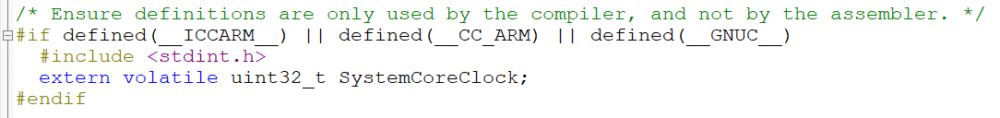 /* Ensure definitions are only used by the compiler, and not by the assembler. */
#if defined(__ICCARM__) || defined(__CC_ARM) || defined(__GNUC__)
  #include <stdint.h>
  extern volatile uint32_t SystemCoreClock;
#endif